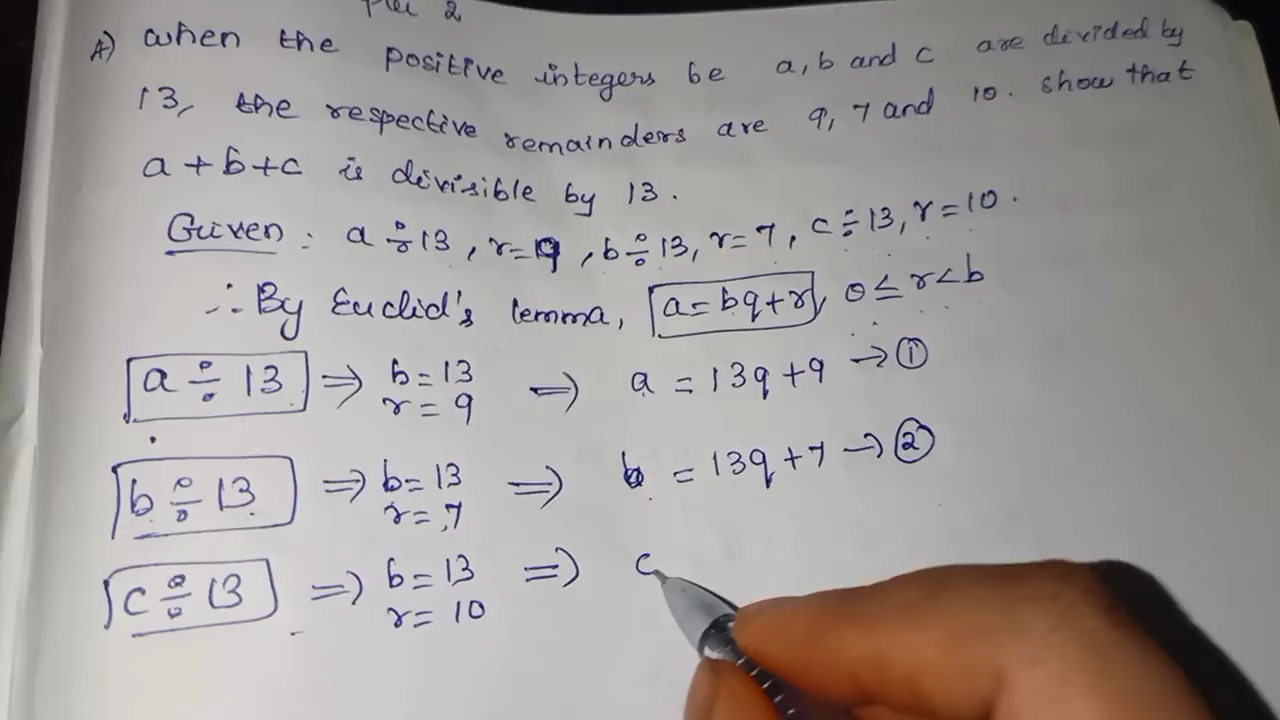 2
A) when the positive integers be a, b and c are divided by
13, the respective remainders are 9, 7 and 10. show that
a + b + c is divisible by 13.
Given: a ÷ 13, r = 9, b ÷ 13, r = 7, c ÷ 13, r = 10.
∴ By Euclid's lemma, a = bq + r, 0 ≤ r < b
a ÷ 13 ⇒ b = 13 ⇒ a = 13q + 9 → ①
r = 9
b ÷ 13 ⇒ b = 13 ⇒ b = 13q + 7 → ②
r = 7
c ÷ 13 ⇒ b = 13 ⇒ c
r = 10